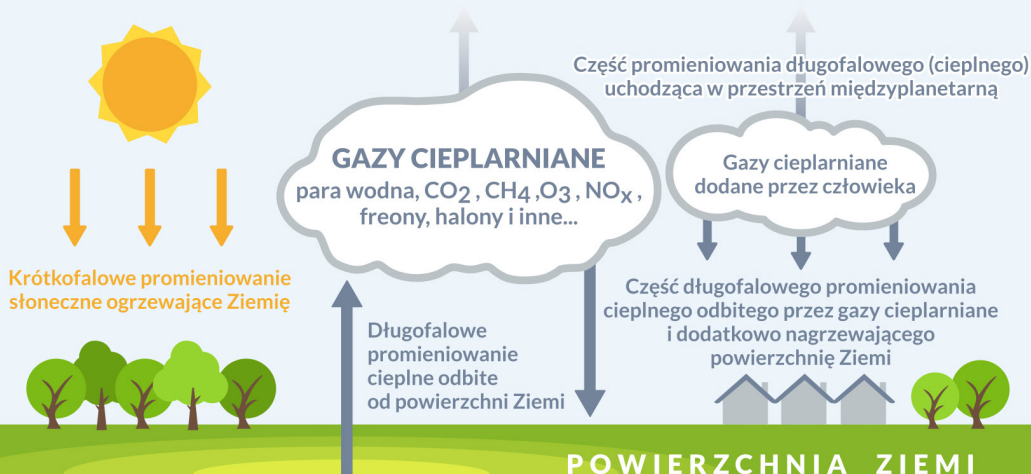 Część promieniowania długofalowego (cieplnego)
uchodząca w przestrzeń międzyplanetarną
GAZY CIEPLARNIANE
para wodna, CO2 , CH4 ,O3 , NOx ,
freony, halony i inne...
Gazy cieplarniane
dodane przez człowieka
Krótkofalowe promieniowanie
słoneczne ogrzewające Ziemię
Długofalowe
promieniowanie
cieplne odbite
od powierzchni Ziemi
Część długofalowego promieniowania
cieplnego odbitego przez gazy cieplarniane
i dodatkowo nagrzewającego
powierzchnię Ziemi
POWIERZCHNIA ZIEMI